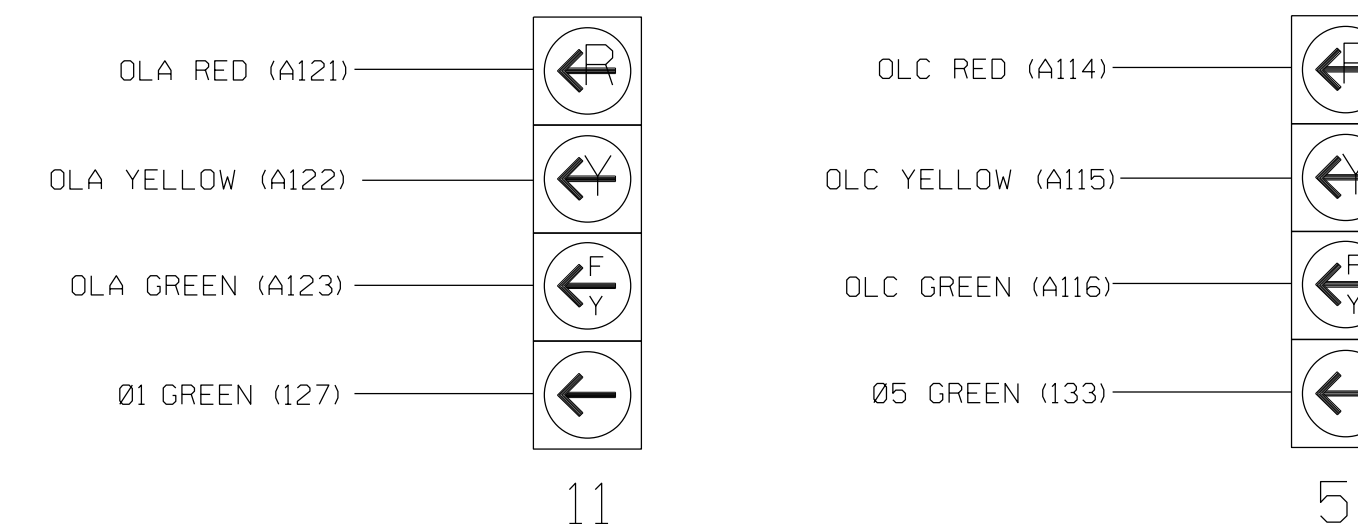 OLA RED (A121)
R
OLA YELLOW (A122)
Y
OLA GREEN (A123)
F
Y
Ø1 GREEN (127)
11
OLC RED (A114)
OLC YELLOW (A115)
Y
OLC GREEN (A116)
F
Y
Ø5 GREEN (133)
5